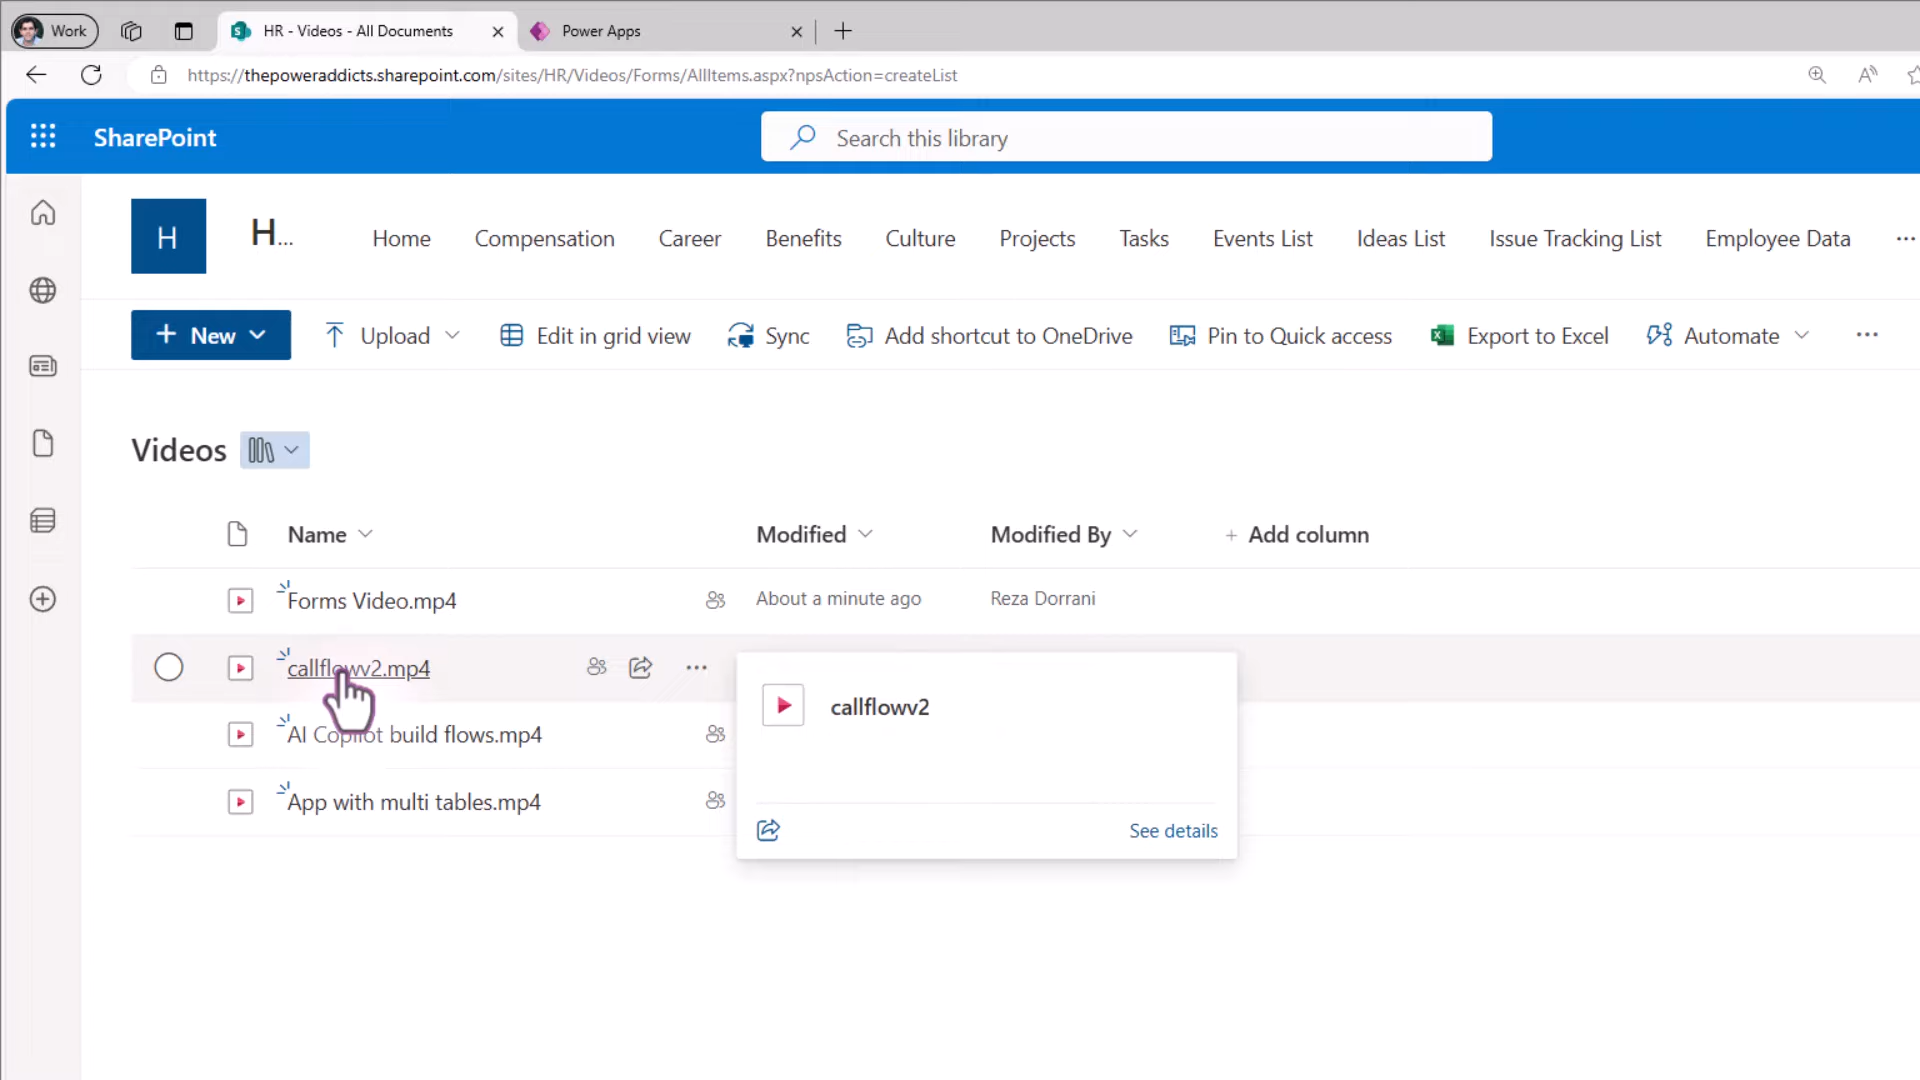 Work
HR - Videos - All Documents
Power Apps
https://thepoweraddicts.sharepoint.com/sites/HR/Videos/Forms/AllItems.aspx?npsAction=createList
SharePoint
Search this library
H
H...
Home
Compensation
Career
Benefits
Culture
Projects
Tasks
Events List
Ideas List
Issue Tracking List
Employee Data
New
Upload
Edit in grid view
Sync
Add shortcut to OneDrive
Pin to Quick access
Export to Excel
Automate
Videos
Name
Modified
Modified By
Add column
Forms Video.mp4
About a minute ago
Reza Dorrani
callflowv2.mp4
AI Copilot build flows.mp4
App with multi tables.mp4
callflowv2
See details